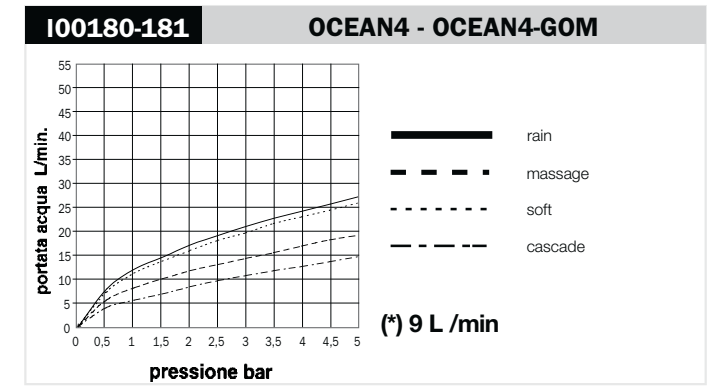 I00180-181
OCEAN4 - OCEAN4-GOM
portata acqua L/min.
55
50
45
40
35
30
25
20
15
10
5
0
0 0,5 1 1,5 2 2,5 3 3,5 4 4,5 5
pressione bar
rain
massage
soft
cascade
(*) 9 L /min